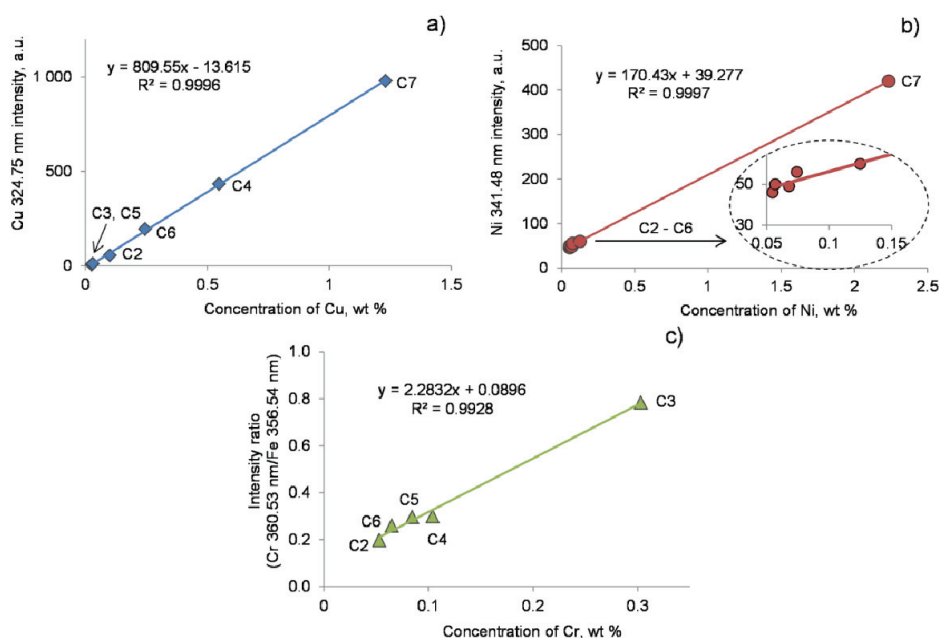 a)
Cu 324.75 nm intensity, a.u.
1 000
500
0
y = 809.55x - 13.615
R² = 0.9996
C7
C4
C3, C5
C6
C2
0
0.5
1
1.5
Concentration of Cu, wt %
b)
Ni 341.48 nm intensity, a.u.
500
400
300
200
100
0
y = 170.43x + 39.277
R² = 0.9997
C7
C2 - C6
50
30
0.05
0.1
0.15
0
0.5
1
1.5
2
2.5
Concentration of Ni, wt %
c)
Intensity ratio
(Cr 360.53 nm/Fe 356.54 nm)
1.0
0.8
0.6
0.4
0.2
0.0
y = 2.2832x + 0.0896
R² = 0.9928
C3
C5
C6
C4
C2
0
0.1
0.2
0.3
Concentration of Cr, wt %